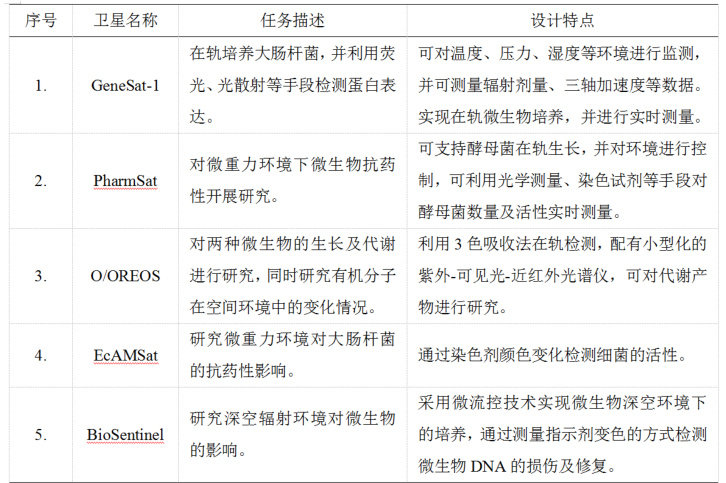 序号 卫星名称 任务描述 设计特点
1. GeneSat-1
在轨培养大肠杆菌，并利用荧
光、光散射等手段检测蛋白表
达。
可对温度、压力、湿度等环境进行监测，
并可测量辐射剂量、三轴加速度等数据。
实现在轨微生物培养，并进行实时测量。
2. PharmSat
对微重力环境下微生物抗药
性开展研究。
可支持酵母菌在轨生长，并对环境进行控
制，可利用光学测量、染色试剂等手段对
酵母菌数量及活性实时测量。
3. O/OREOS
对两种微生物的生长及代谢
进行研究，同时研究有机分子
在空间环境中的变化情况。
利用 3 色吸收法在轨检测，配有小型化的
紫外-可见光-近红外光谱仪，可对代谢产
物进行研究。
4. EcAMSat
研究微重力环境对大肠杆菌
的抗药性影响。
通过染色剂颜色变化检测细菌的活性。
5. BioSentinel
研究深空辐射环境对微生物
的影响。
采用微流控技术实现微生物深空环境下
的培养，通过测量指示剂变色的方式检测
微生物 DNA 的损伤及修复。